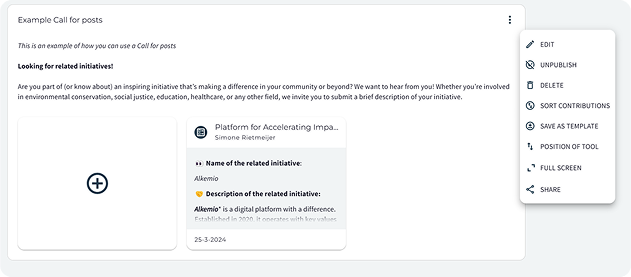 Example Call for posts
This is an example of how you can use a Call for posts
Looking for related initiatives!
Are you part of (or know about) an inspiring initiative that's making a difference in your community or beyond? We want to hear from you! Whether you're involved
in environmental conservation, social justice, education, healthcare, or any other field, we invite you to submit a brief description of your initiative.
Platform for Accelerating Impa...
Simone Rietmeijer
👀 Name of the related initiative:
Alkemio
🤝 Description of the related initiative:
Alkemio* is a digital platform with a difference.
Established in 2020, it operates with key values
25-3-2024
EDIT
UNPUBLISH
DELETE
SORT CONTRIBUTIONS
SAVE AS TEMPLATE
POSITION OF TOOL
FULL SCREEN
SHARE